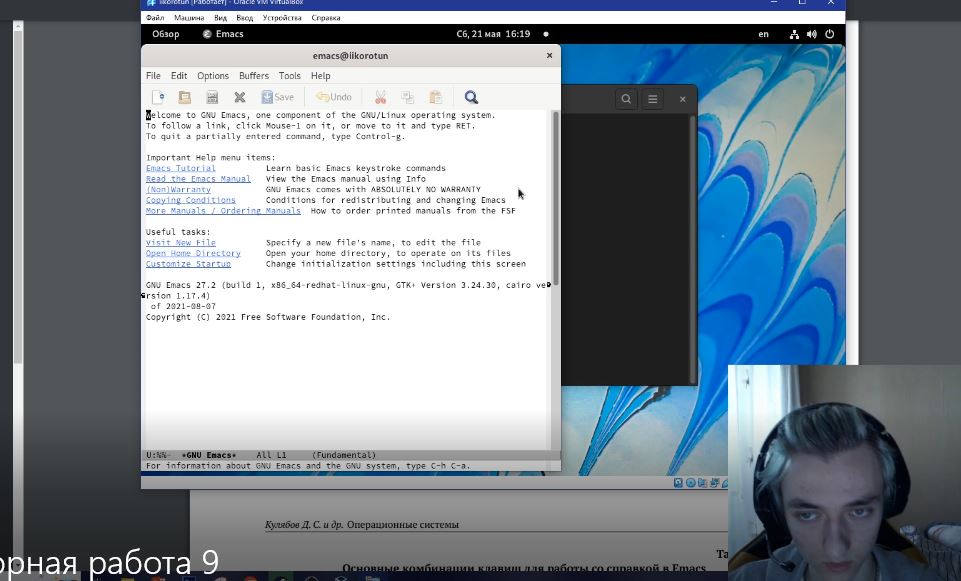 iikorotun [Работает] - Oracle VM VirtualBox
Файл Машина Вид Ввод Устройства Справка
Обзор Emacs Сб, 21 мая 16:19 en
emacs@iikorotun
File Edit Options Buffers Tools Help
Save Undo
Welcome to GNU Emacs, one component of the GNU/Linux operating system.
To follow a link, click Mouse-1 on it, or move to it and type RET.
To quit a partially entered command, type Control-g.
Important Help menu items:
Emacs Tutorial Learn basic Emacs keystroke commands
Read the Emacs Manual View the Emacs manual using Info
(Non)Warranty GNU Emacs comes with ABSOLUTELY NO WARRANTY
Copying Conditions Conditions for redistributing and changing Emacs
More Manuals / Ordering Manuals How to order printed manuals from the FSF
Useful tasks:
Visit New File Specify a new file's name, to edit the file
Open Home Directory Open your home directory, to operate on its files
Customize Startup Change initialization settings including this screen
GNU Emacs 27.2 (build 1, x86_64-redhat-linux-gnu, GTK+ Version 3.24.30, cairo ve
rsion 1.17.4)
of 2021-08-07
Copyright (C) 2021 Free Software Foundation, Inc.
U:%%- *GNU Emacs* All L1 (Fundamental)
For information about GNU Emacs and the GNU system, type C-h C-a.
Кулябов Д. С. и др. Операционные системы
Та
Основные комбинации клавиш для работы со справкой в Emacs
орная работа 9